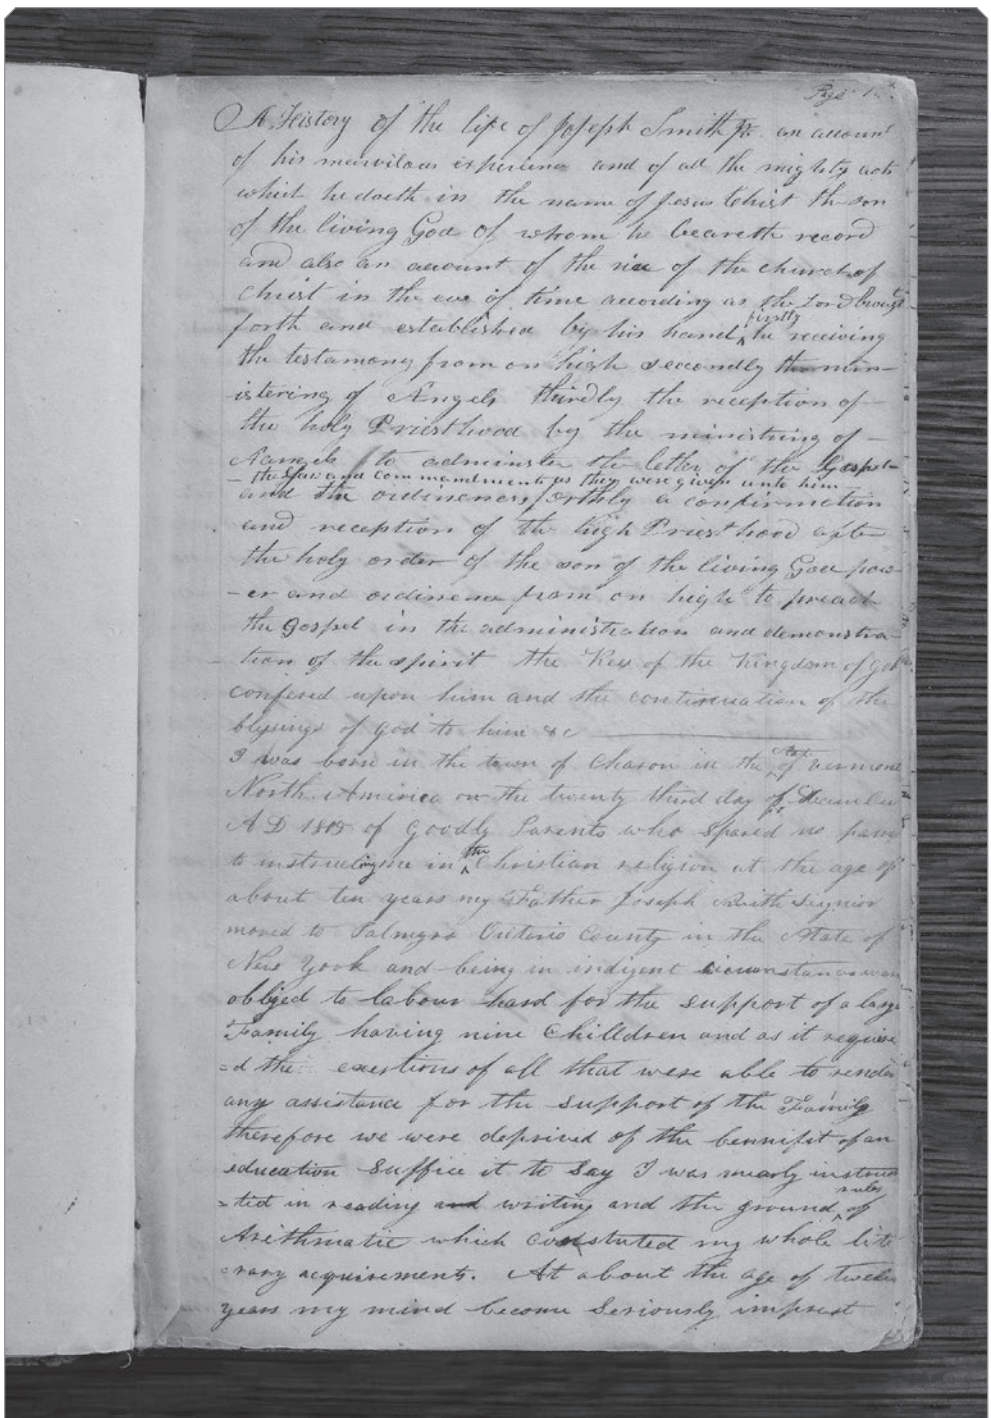 Page 1
A History of the life of Joseph Smith Jr. an account
of his marvilous experience and of all the mighty acts
which he doeth in the name of Jesus Ch[r]ist the son
of the living God of whom he beareth record
and also an account of the rise of the church of
Christ in the eve of time according as the Lord brought
forth and established by his hand firstly he receiving
the testamony from on high seccondly the min-
istering of Angels thirdly the reception of
the holy Priesthood by the ministring of
Aangels to adminster the letter of the Gospel
the Law and commandments as they were given unto him
and the ordinencs forthly a confirmation
and reception of the high Priesthood after
the holy order of the son of the living God pow-
-er and ordinence from on high to preach
the Gospel in the administration and demonstra-
tion of the spirit the Kees of the Kingdom of God
confered upon him and the continuation of the
blessings of God to him &c
I was born in the town of Charon in the State of Vermont
North America on the twenty third day of December
AD 1805 of goodly Parents who spared no pains
to instructing me in the Christian religion at the age of
about ten years my Father Joseph Smith Seignior
moved to Palmyra Ontario County in the State of
New York and being in indigent circumstances were
obliged to labour hard for the support of a large
Family having nine chilldren and as it require
=d the exertions of all that were able to render
any assistance for the support of the Family
therefore we were deprived of the bennifit of an
education Suffice it to Say I was mearly instruc
=ted in reading and writing and the ground rules of
Arithmatic which constuted my whole lite
=rary acquirements. At about the age of twelve
years my mind become Seriously imprest